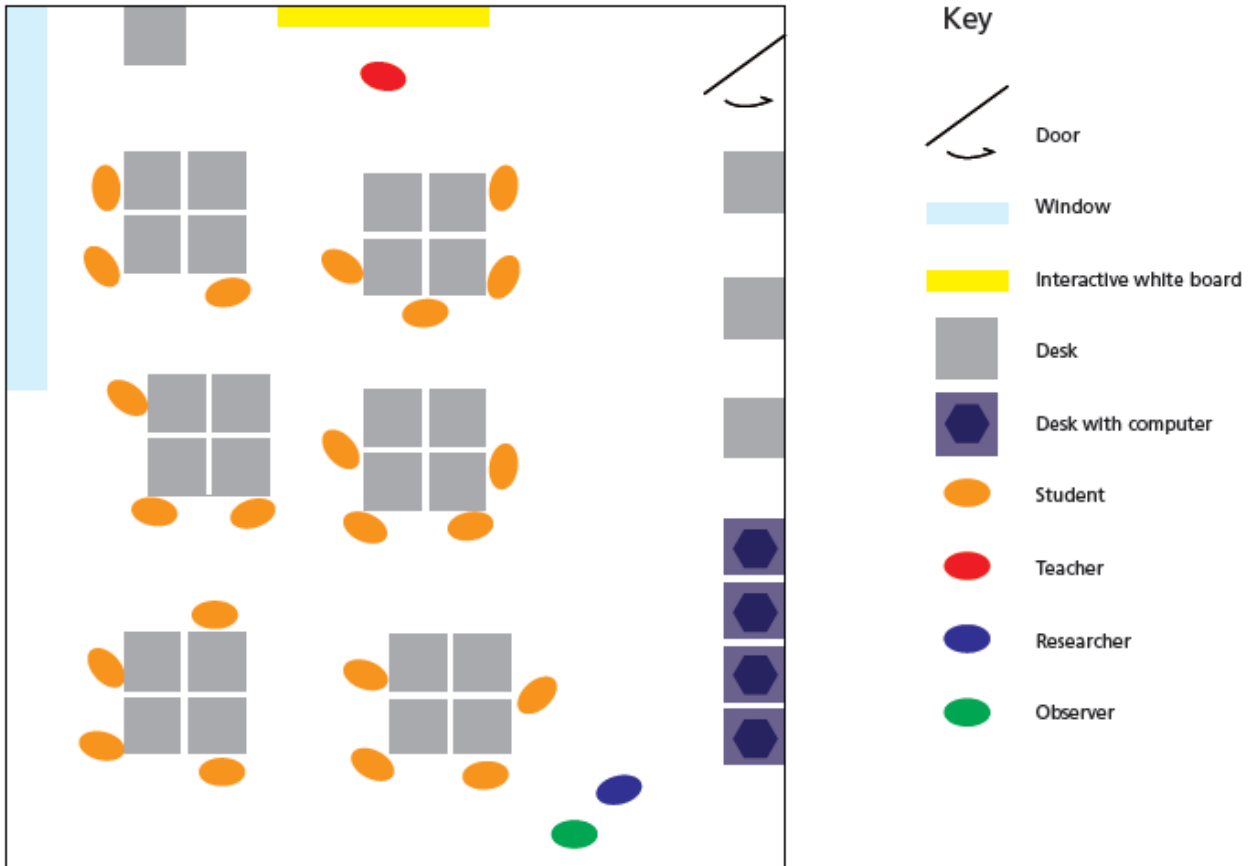 Key
Door
Window
Interactive white board
Desk
Desk with computer
Student
Teacher
Researcher
Observer